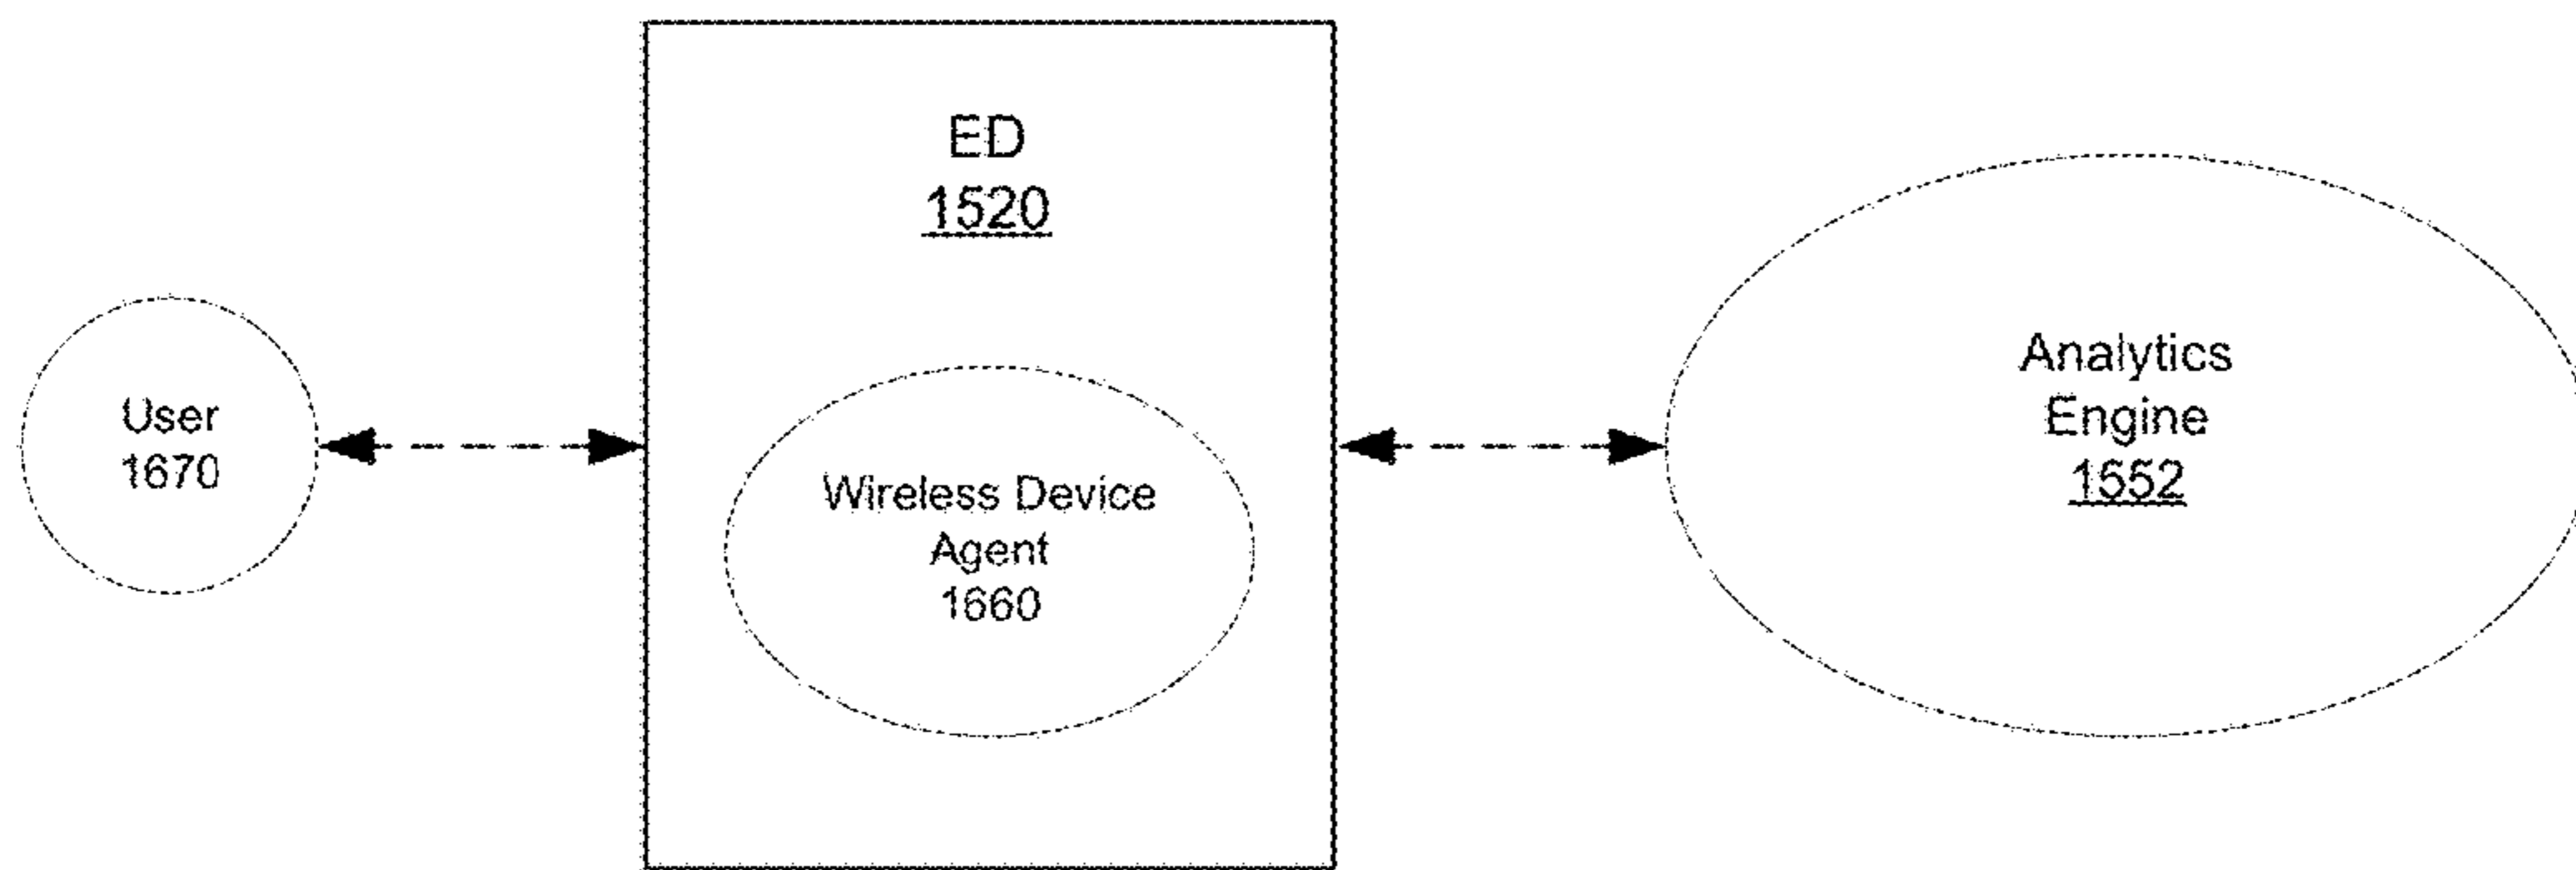 User
1670
ED
1520
Wireless Device
Agent
1660
Analytics
Engine
1552